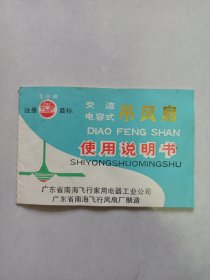 飞行牌
注册 商标
交流
电容式 吊风扇
DIAO FENG SHAN
使用说明书
SHIYONGSHUOMINGSHU
广东省南海飞行家用电器工业公司
广东省南海飞行风扇厂制造